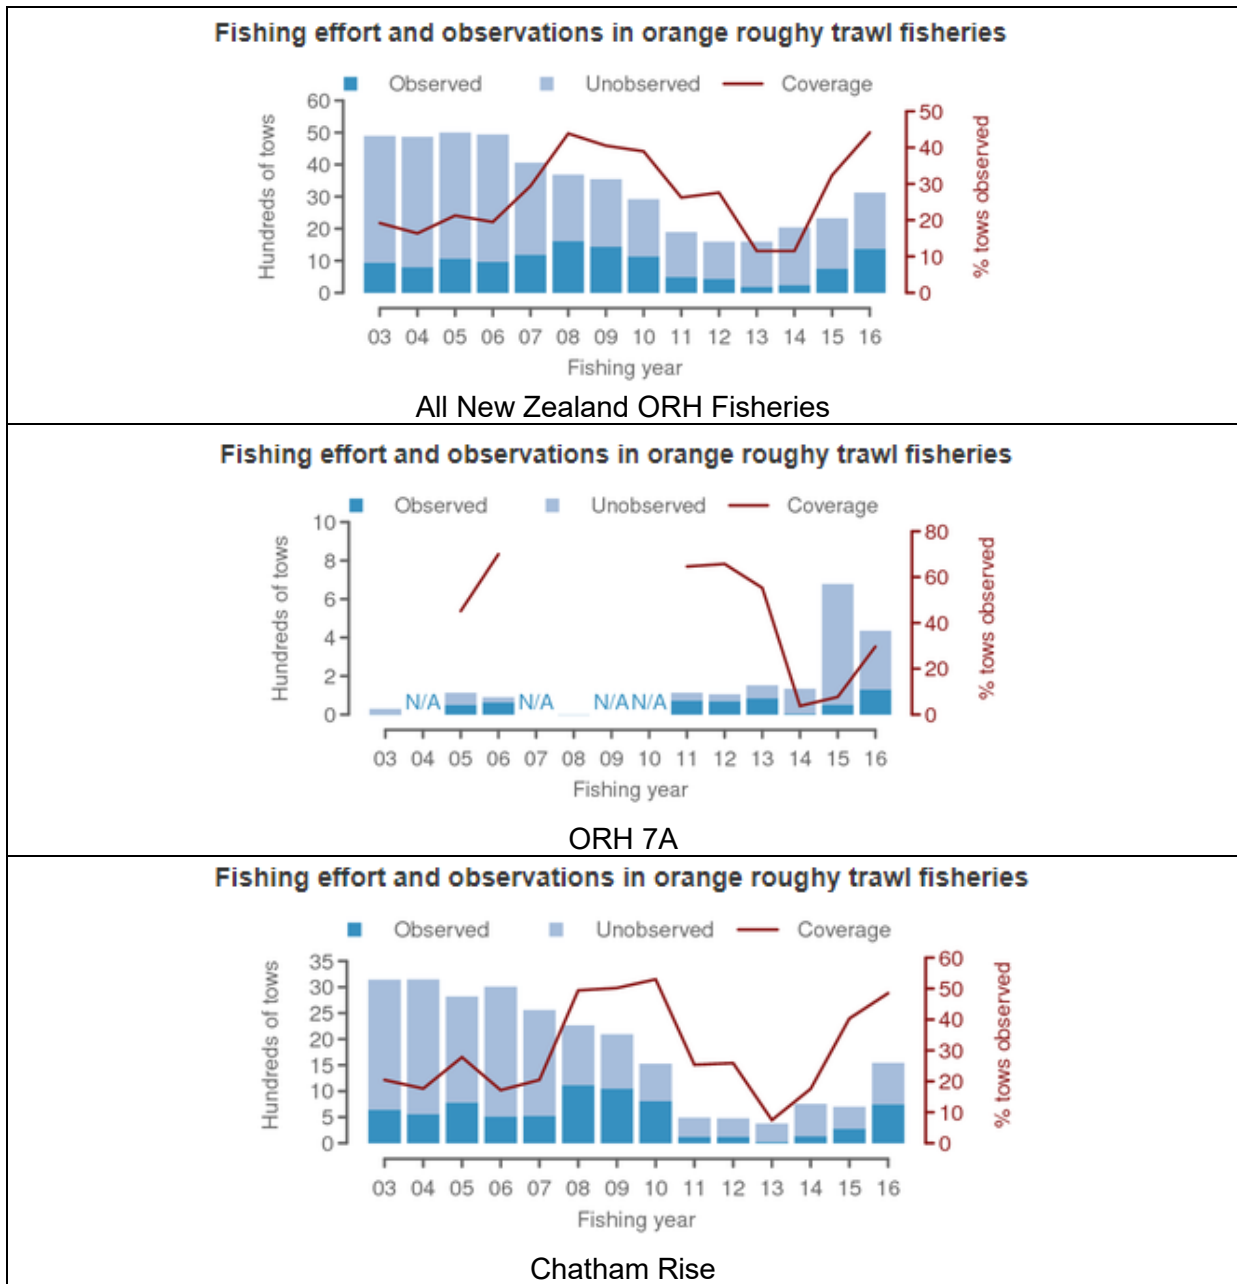 Fishing effort and observations in orange roughy trawl fisheries
Observed Unobserved Coverage
Hundreds of tows
60
50
40
30
20
10
0
50
40
30
20
10
0
% tows observed
03 04 05 06 07 08 09 10 11 12 13 14 15 16
Fishing year
All New Zealand ORH Fisheries
Fishing effort and observations in orange roughy trawl fisheries
Observed Unobserved Coverage
Hundreds of tows
10
8
6
4
2
0
N/A N/A N/A N/A
80
60
40
20
0
% tows observed
03 04 05 06 07 08 09 10 11 12 13 14 15 16
Fishing year
ORH 7A
Fishing effort and observations in orange roughy trawl fisheries
Observed Unobserved Coverage
Hundreds of tows
35
30
25
20
15
10
5
0
60
50
40
30
20
10
0
% tows observed
03 04 05 06 07 08 09 10 11 12 13 14 15 16
Fishing year
Chatham Rise